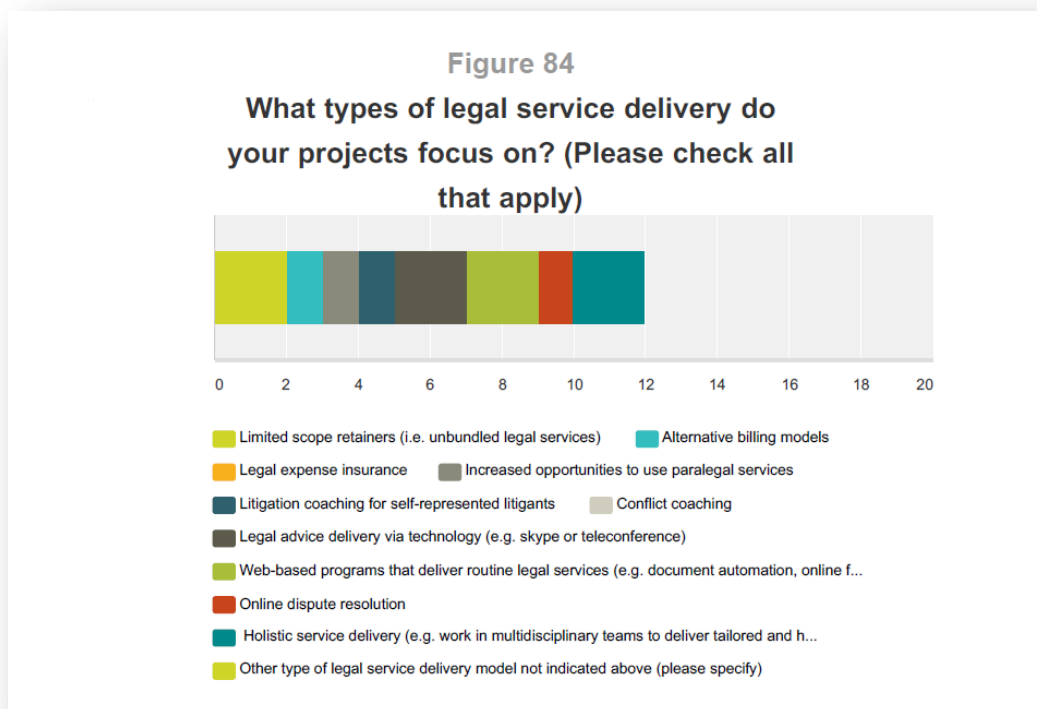 Figure 84
What types of legal service delivery do
your projects focus on? (Please check all
that apply)
0 2 4 6 8 10 12 14 16 18 20
Limited scope retainers (i.e. unbundled legal services) Alternative billing models
Legal expense insurance Increased opportunities to use paralegal services
Litigation coaching for self-represented litigants Conflict coaching
Legal advice delivery via technology (e.g. skype or teleconference)
Web-based programs that deliver routine legal services (e.g. document automation, online f...
Online dispute resolution
Holistic service delivery (e.g. work in multidisciplinary teams to deliver tailored and h...
Other type of legal service delivery model not indicated above (please specify)